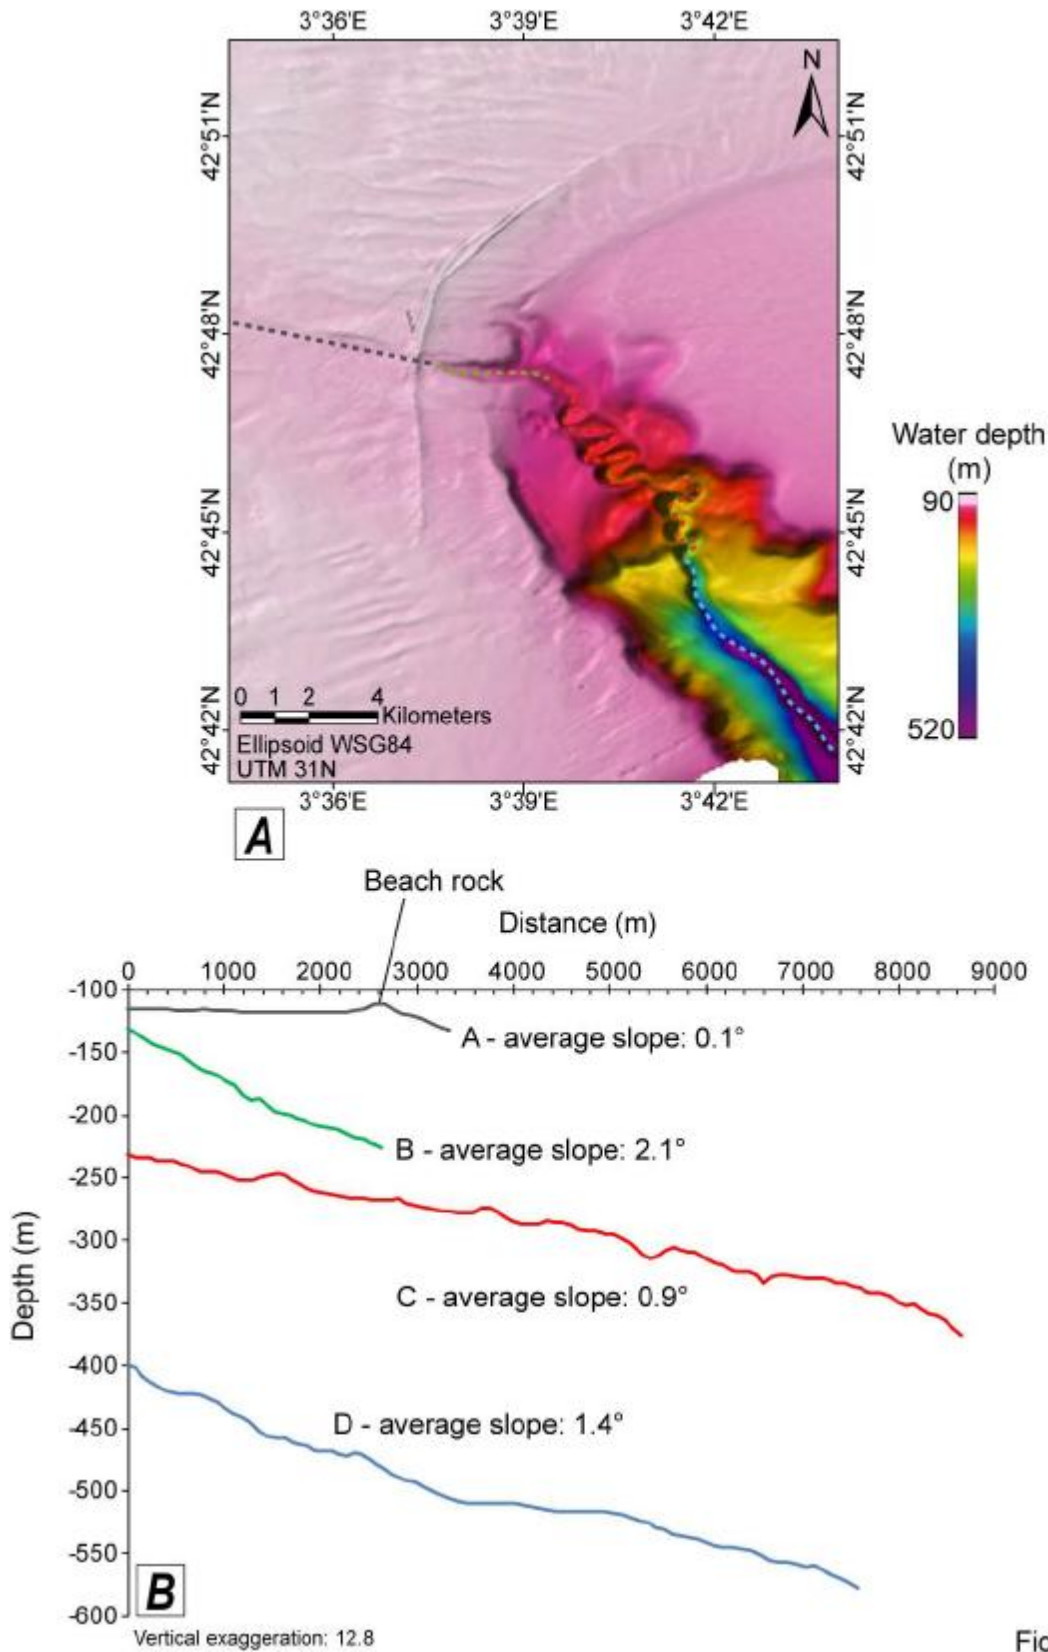 3°36'E 3°39'E 3°42'E
N
42°51'N 42°51'N
42°48'N 42°48'N
42°45'N 42°45'N
42°42'N 42°42'N
Water depth
(m)
90
520
0 1 2 4
Kilometers
Ellipsoid WSG84
UTM 31N
3°36'E 3°39'E 3°42'E
A
Beach rock
Distance (m)
0 1000 2000 3000 4000 5000 6000 7000 8000 9000
-100
A - average slope: 0.1°
-150
B - average slope: 2.1°
-200
-250
-300
C - average slope: 0.9°
-350
-400
D - average slope: 1.4°
-450
-500
-550
-600
Depth (m)
B
Vertical exaggeration: 12.8
Fig